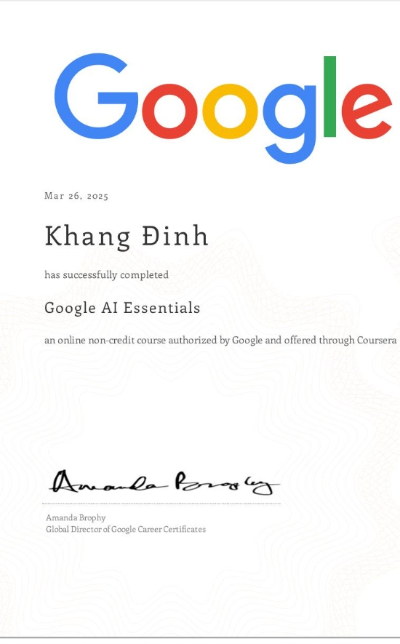 Google
Mar 26, 2025
Khang Đinh
has successfully completed
Google AI Essentials
an online non-credit course authorized by Google and offered through Coursera
Amanda Brophy
Amanda Brophy
Global Director of Google Career Certificates